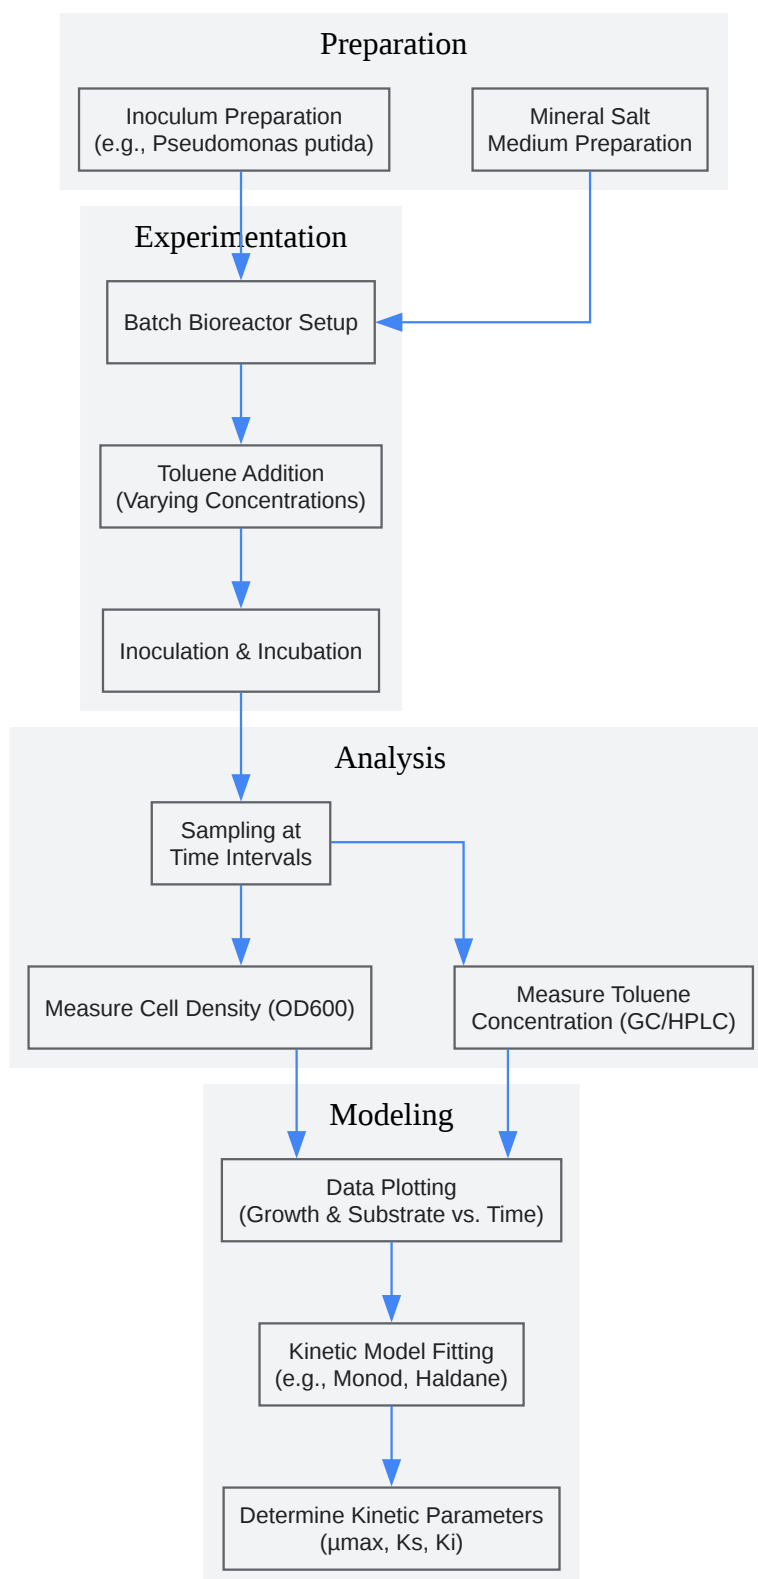 Preparation
Inoculum Preparation
(e.g., Pseudomonas putida)
Mineral Salt
Medium Preparation
Experimentation
Batch Bioreactor Setup
Toluene Addition
(Varying Concentrations)
Inoculation & Incubation
Analysis
Sampling at
Time Intervals
Measure Cell Density (OD600)
Measure Toluene
Concentration (GC/HPLC)
Modeling
Data Plotting
(Growth & Substrate vs. Time)
Kinetic Model Fitting
(e.g., Monod, Haldane)
Determine Kinetic Parameters
(μmax, Ks, Ki)